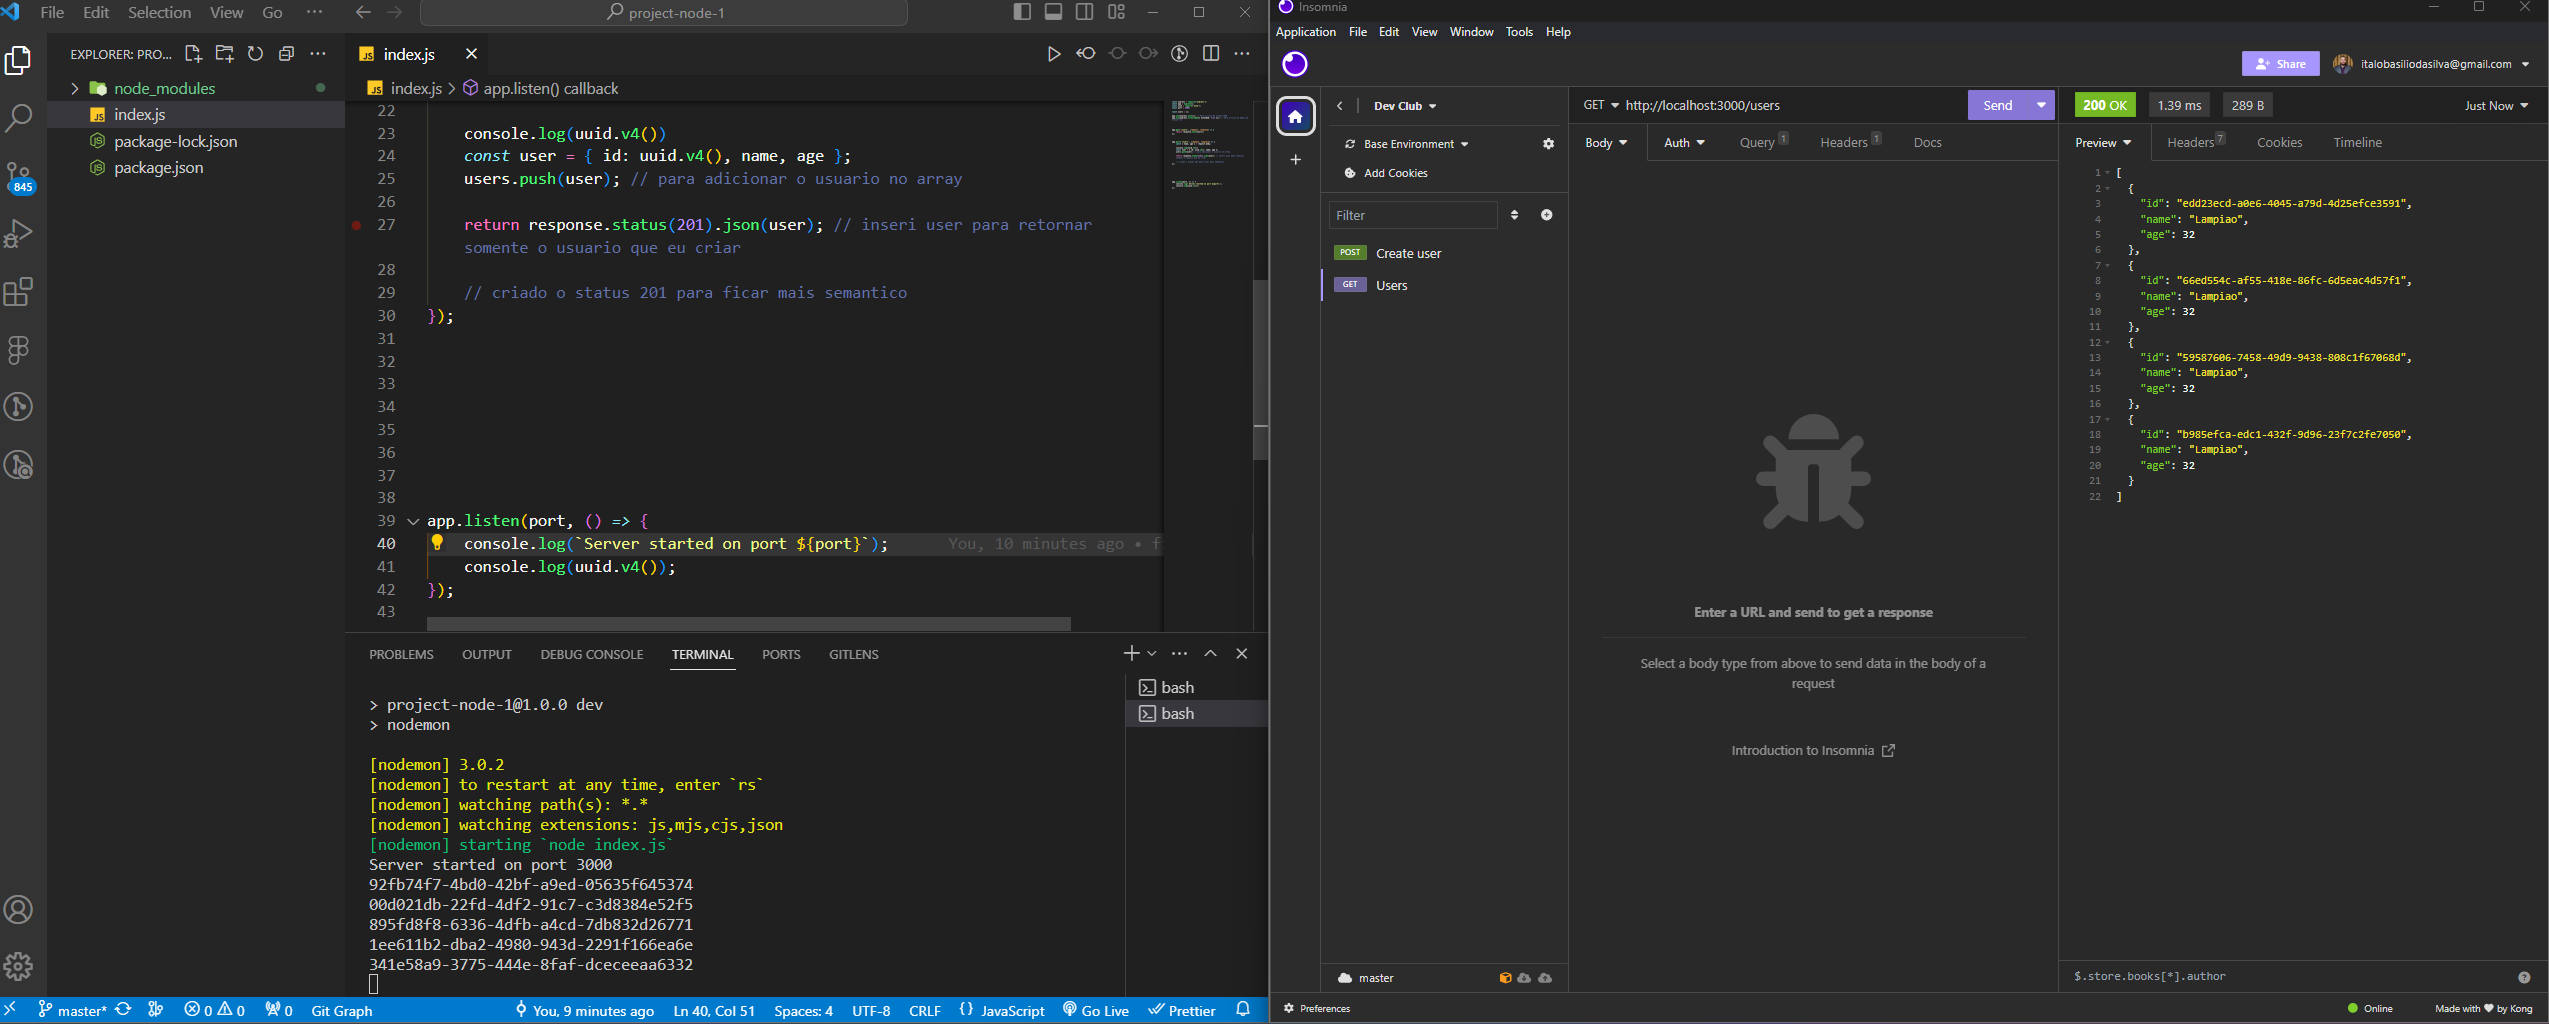 File Edit Selection View Go ··· project-node-1
EXPLORER: PRO...
node_modules
index.js
package-lock.json
package.json
845
index.js
index.js > app.listen() callback
22
23 console.log(uuid.v4())
24 const user = { id: uuid.v4(), name, age };
25 users.push(user); // para adicionar o usuario no array
26
27 return response.status(201).json(user); // inseri user para retornar
somente o usuario que eu criar
28
29 // criado o status 201 para ficar mais semantico
30 });
31
32
33
34
35
36
37
38
39 app.listen(port, () => {
40 console.log(`Server started on port ${port}`); You, 10 minutes ago • f
41 console.log(uuid.v4());
42 });
43
PROBLEMS OUTPUT DEBUG CONSOLE TERMINAL PORTS GITLENS
> project-node-1@1.0.0 dev
> nodemon
[nodemon] 3.0.2
[nodemon] to restart at any time, enter `rs`
[nodemon] watching path(s): *.*
[nodemon] watching extensions: js,mjs,cjs,json
[nodemon] starting `node index.js`
Server started on port 3000
92fb74f7-4bd0-42bf-a9ed-05635f645374
00d021db-22fd-4df2-91c7-c3d8384e52f5
895fd8f8-6336-4dfb-a4cd-7db832d26771
1ee611b2-dba2-4980-943d-2291f166ea6e
341e58a9-3775-444e-8faf-dceceeaa6332
bash
bash
master* 0 0 0 Git Graph You, 9 minutes ago Ln 40, Col 51 Spaces: 4 UTF-8 CRLF {} JavaScript Go Live Prettier
Insomnia
Application File Edit View Window Tools Help
Share italobasiliodasilva@gmail.com
Dev Club
Base Environment
Add Cookies
Filter
POST Create user
GET Users
master
GET http://localhost:3000/users Send
Body Auth Query 1 Headers 1 Docs
Enter a URL and send to get a response
Select a body type from above to send data in the body of a
request
Introduction to Insomnia
200 OK 1.39 ms 289 B Just Now
Preview Headers 7 Cookies Timeline
1 [
2 {
3 "id": "edd23ecd-a0e6-4045-a79d-4d25efce3591",
4 "name": "Lampiao",
5 "age": 32
6 },
7 {
8 "id": "66ed554c-af55-418e-86fc-6d5eac4d57f1",
9 "name": "Lampiao",
10 "age": 32
11 },
12 {
13 "id": "59587606-7458-49d9-9438-808c1f67068d",
14 "name": "Lampiao",
15 "age": 32
16 },
17 {
18 "id": "b985efca-edc1-432f-9d96-23f7c2fe7050",
19 "name": "Lampiao",
20 "age": 32
21 }
22 ]
$.store.books[*].author
Preferences Online Made with ♥ by Kong